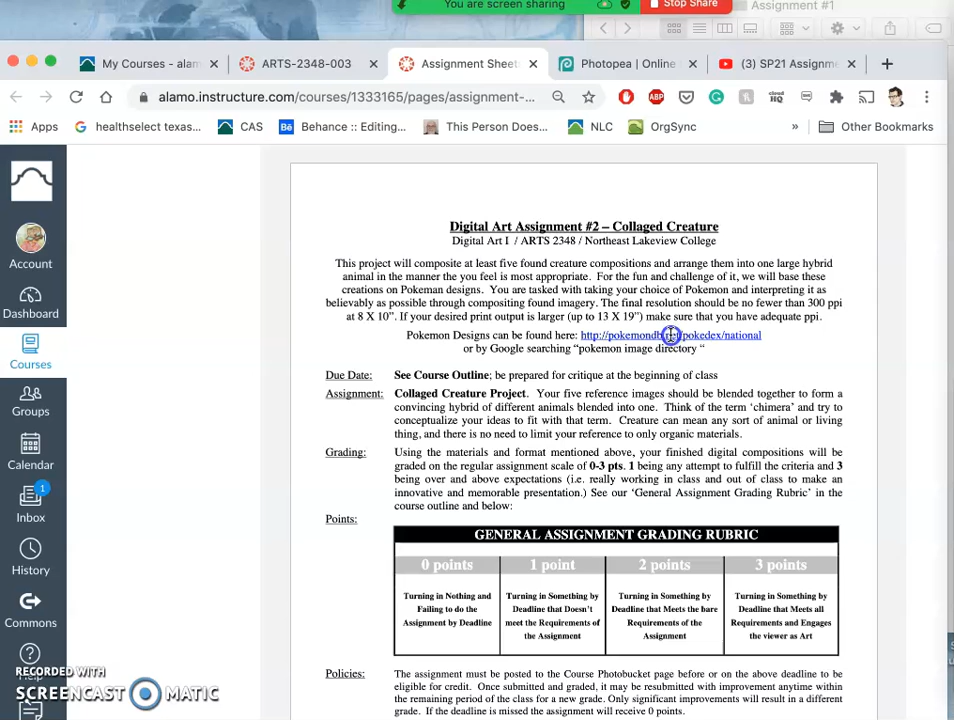 You are screen sharing
Stop Share
Assignment #1
My Courses - alam
ARTS-2348-003
Assignment Sheet
Photopea | Online
(3) SP21 Assignme
alamo.instructure.com/courses/1333165/pages/assignment-...
Apps
healthselect texas...
CAS
Behance :: Editing...
This Person Does...
NLC
OrgSync
»
Other Bookmarks
Account
Dashboard
Courses
Groups
Calendar
1
Inbox
History
Commons
Digital Art Assignment #2 – Collaged Creature
Digital Art I / ARTS 2348 / Northeast Lakeview College
This project will composite at least five found creature compositions and arrange them into one large hybrid
animal in the manner the you feel is most appropriate. For the fun and challenge of it, we will base these
creations on Pokeman designs. You are tasked with taking your choice of Pokemon and interpreting it as
believably as possible through compositing found imagery. The final resolution should be no fewer than 300 ppi
at 8 X 10”. If your desired print output is larger (up to 13 X 19”) make sure that you have adequate ppi.
Pokemon Designs can be found here: /pokedex/national
or by Google searching “pokemon image directory “
Due Date: See Course Outline; be prepared for critique at the beginning of class
Assignment: Collaged Creature Project. Your five reference images should be blended together to form a
convincing hybrid of different animals blended into one. Think of the term ‘chimera’ and try to
conceptualize your ideas to fit with that term. Creature can mean any sort of animal or living
thing, and there is no need to limit your reference to only organic materials.
Grading: Using the materials and format mentioned above, your finished digital compositions will be
graded on the regular assignment scale of 0-3 pts. 1 being any attempt to fulfill the criteria and 3
being over and above expectations (i.e. really working in class and out of class to make an
innovative and memorable presentation.) See our ‘General Assignment Grading Rubric’ in the
course outline and below:
Points:
GENERAL ASSIGNMENT GRADING RUBRIC
0 points 1 point 2 points 3 points
Turning in Nothing and Turning in Something by Turning in Something by Turning in Something by
Failing to do the Deadline that Doesn’t Deadline that Meets the bare Deadline that Meets all
Assignment by Deadline meet the Requirements of Requirements of the Requirements and Engages
the Assignment Assignment the viewer as Art
Policies: The assignment must be posted to the Course Photobucket page before or on the above deadline to be
eligible for credit. Once submitted and graded, it may be resubmitted with improvement anytime within
the remaining period of the class for a new grade. Only significant improvements will result in a different
grade. If the deadline is missed the assignment will receive 0 points.
RECORDED WITH
SCREENCAST MATIC